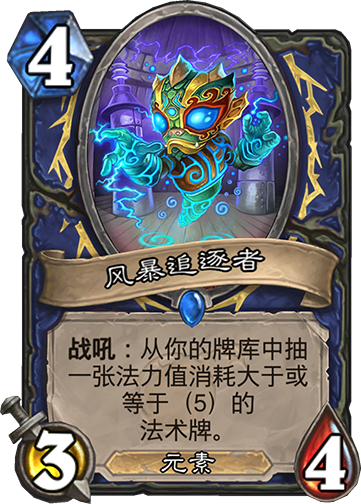 4
风暴追逐者
战吼：从你的牌库中抽
一张法力值消耗大于或
等于（5）的
法术牌。
3
元素
4